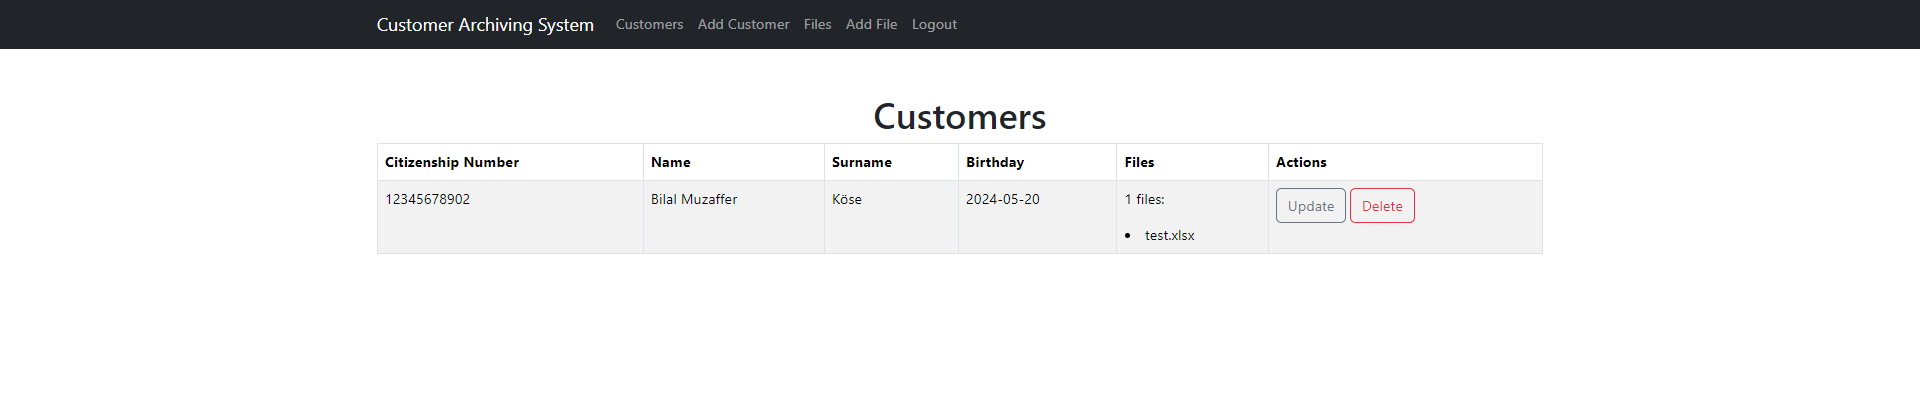 Customer Archiving System Customers Add Customer Files Add File Logout
Customers
Citizenship Number Name Surname Birthday Files Actions
12345678902 Bilal Muzaffer Köse 2024-05-20 1 files: Update Delete
• test.xlsx